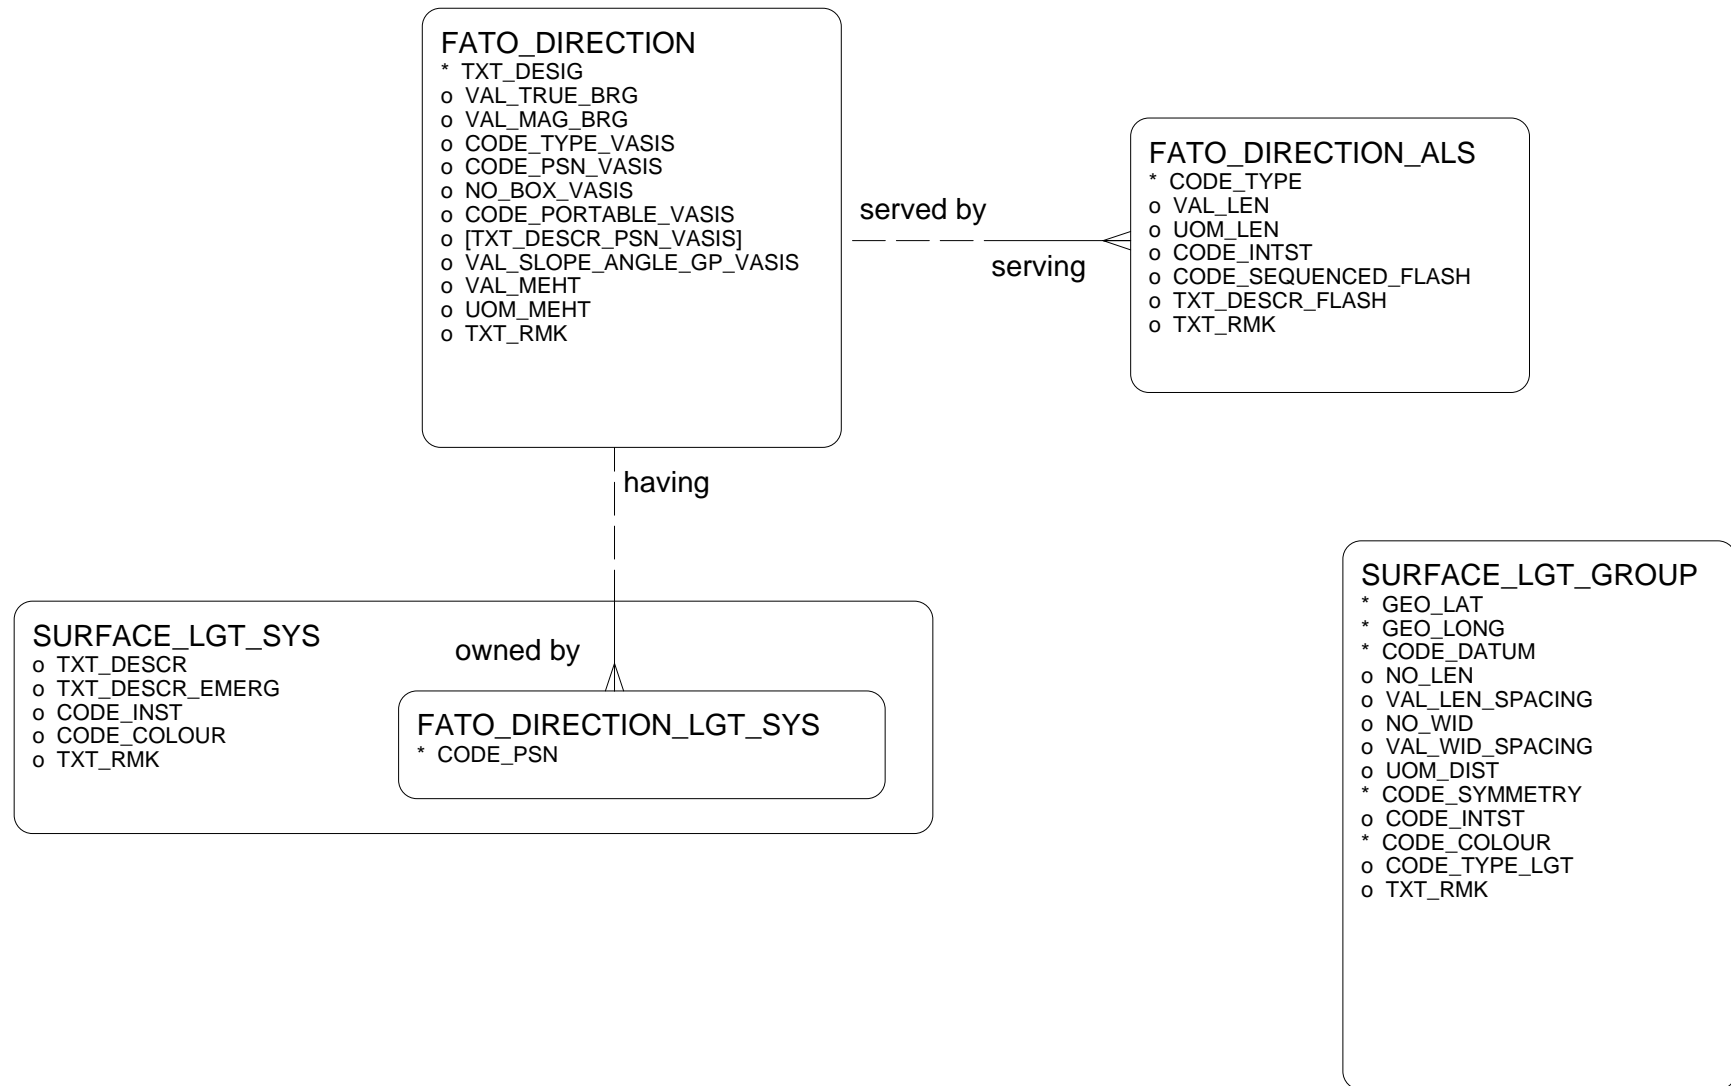 FATO_DIRECTION
* TXT_DESIG
o VAL_TRUE_BRG
o VAL_MAG_BRG
o CODE_TYPE_VASIS
o CODE_PSN_VASIS
o NO_BOX_VASIS
o CODE_PORTABLE_VASIS
o [TXT_DESCR_PSN_VASIS]
o VAL_SLOPE_ANGLE_GP_VASIS
o VAL_MEHT
o UOM_MEHT
o TXT_RMK
served by
serving
FATO_DIRECTION_ALS
* CODE_TYPE
o VAL_LEN
o UOM_LEN
o CODE_INTST
o CODE_SEQUENCED_FLASH
o TXT_DESCR_FLASH
o TXT_RMK
having
owned by
SURFACE_LGT_SYS
o TXT_DESCR
o TXT_DESCR_EMERG
o CODE_INST
o CODE_COLOUR
o TXT_RMK
FATO_DIRECTION_LGT_SYS
* CODE_PSN
SURFACE_LGT_GROUP
* GEO_LAT
* GEO_LONG
* CODE_DATUM
o NO_LEN
o VAL_LEN_SPACING
o NO_WID
o VAL_WID_SPACING
o UOM_DIST
* CODE_SYMMETRY
o CODE_INTST
* CODE_COLOUR
o CODE_TYPE_LGT
o TXT_RMK